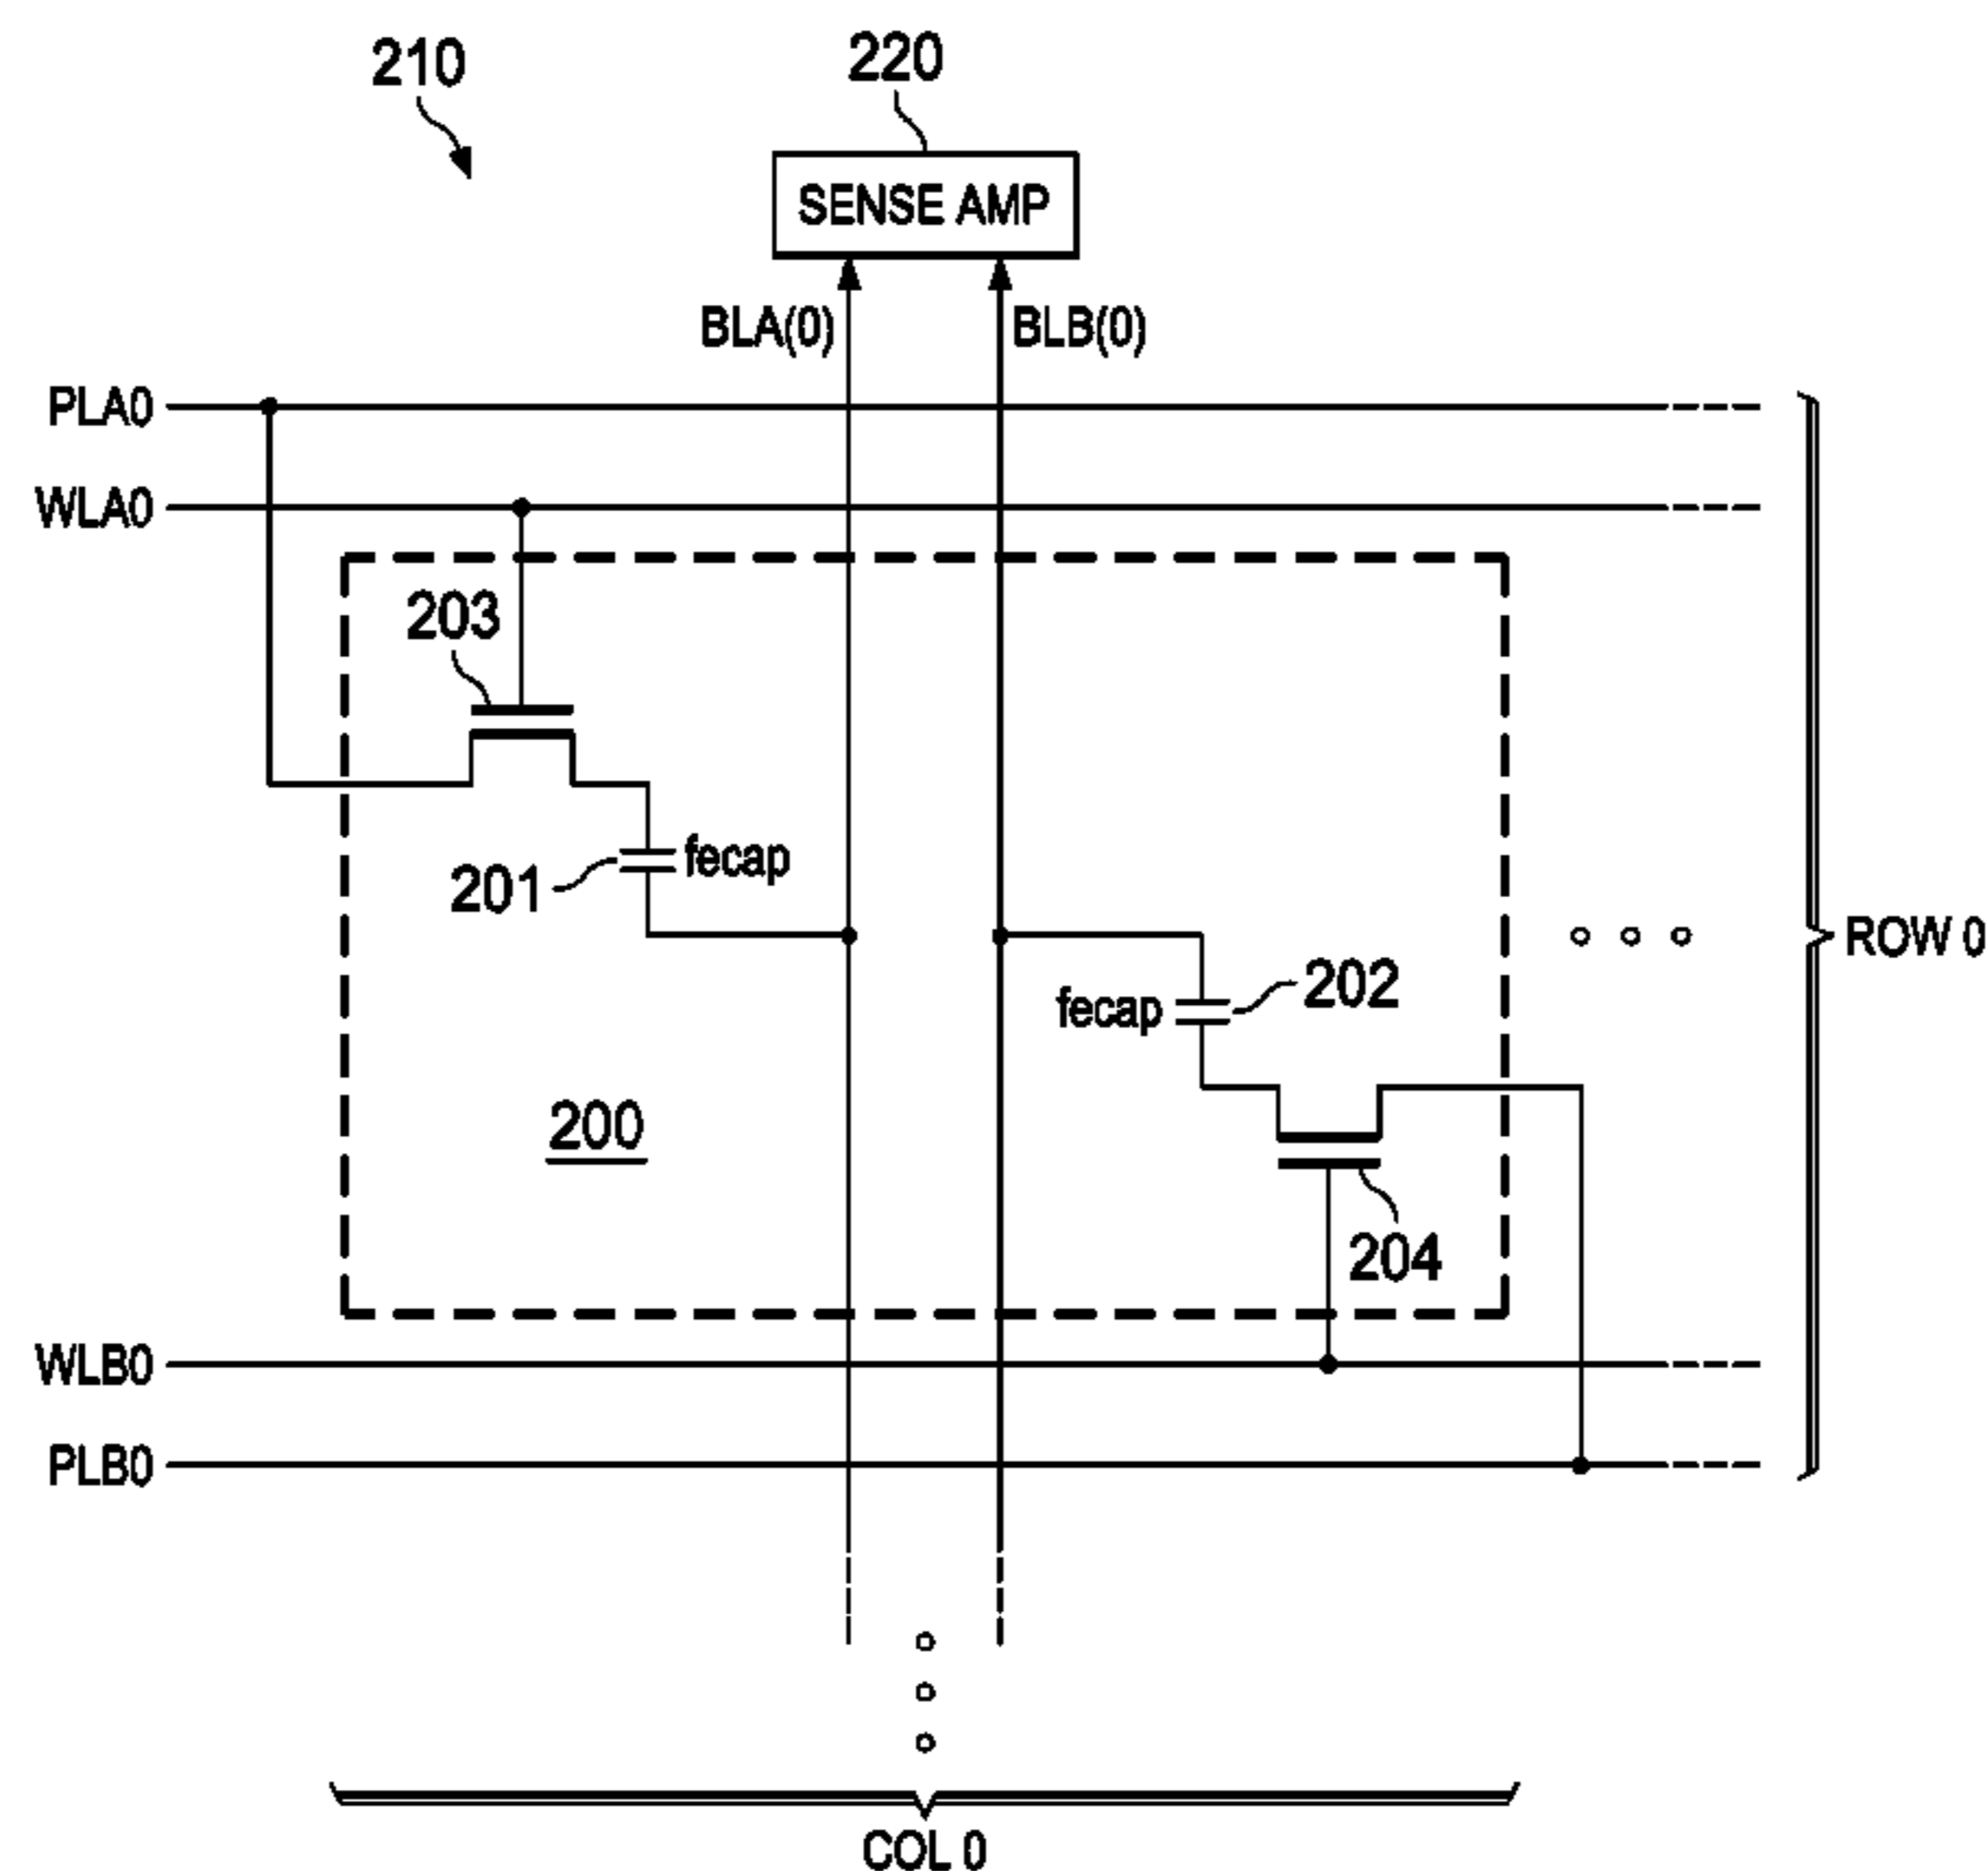 210
220
SENSE AMP
BLA(0)
BLB(0)
PLA0
WLA0
203
201
fecap
ROW 0
fecap
202
200
204
WLB0
PLB0
COL 0